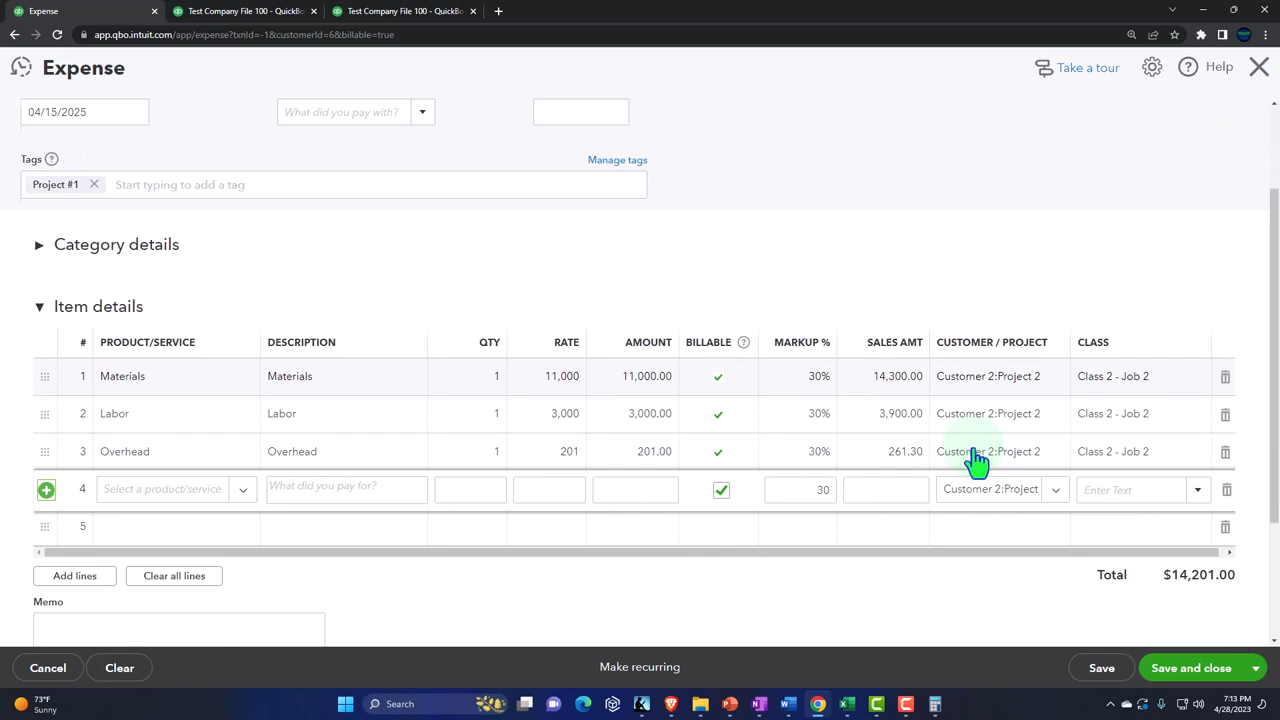 Expense
Test Company File 100 - QuickBo
Test Company File 100 - QuickBo
app.qbo.intuit.com/app/expense?txnId=-1&customerId=6&billable=true
Expense
Take a tour
Help
04/15/2025
What did you pay with?
Tags
Manage tags
Project #1
Start typing to add a tag
Category details
Item details
# PRODUCT/SERVICE DESCRIPTION QTY RATE AMOUNT BILLABLE MARKUP % SALES AMT CUSTOMER / PROJECT CLASS
1 Materials Materials 1 11,000 11,000.00 30% 14,300.00 Customer 2:Project 2 Class 2 - Job 2
2 Labor Labor 1 3,000 3,000.00 30% 3,900.00 Customer 2:Project 2 Class 2 - Job 2
3 Overhead Overhead 1 201 201.00 30% 261.30 Customer 2:Project 2 Class 2 - Job 2
4 Select a product/service What did you pay for? 30 Customer 2:Project Enter Text
5
Add lines
Clear all lines
Total $14,201.00
Memo
Cancel
Clear
Make recurring
Save
Save and close
73°F
Sunny
Search
7:13 PM
4/28/2023